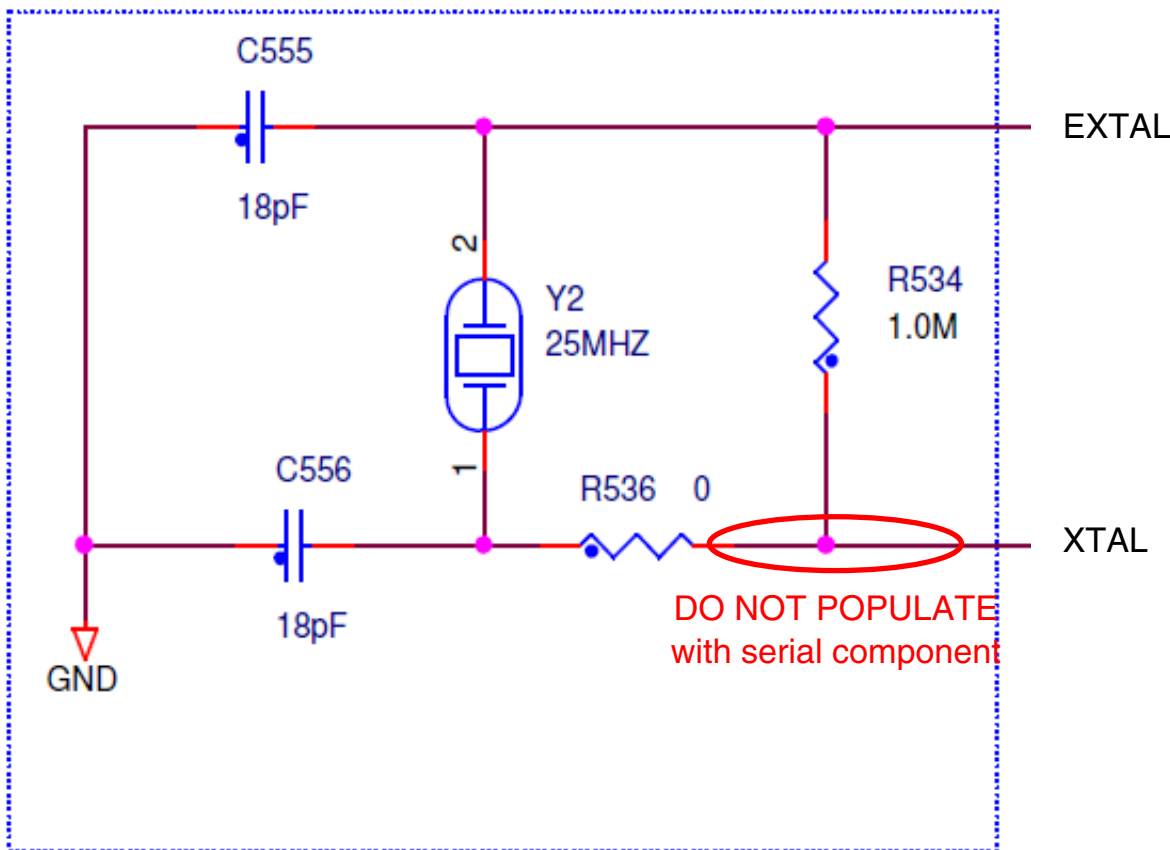 C555
18pF
EXTAL
2
Y2
25MHZ
1
R534
1.0M
C556
18pF
R536 0
XTAL
DO NOT POPULATE
with serial component
GND